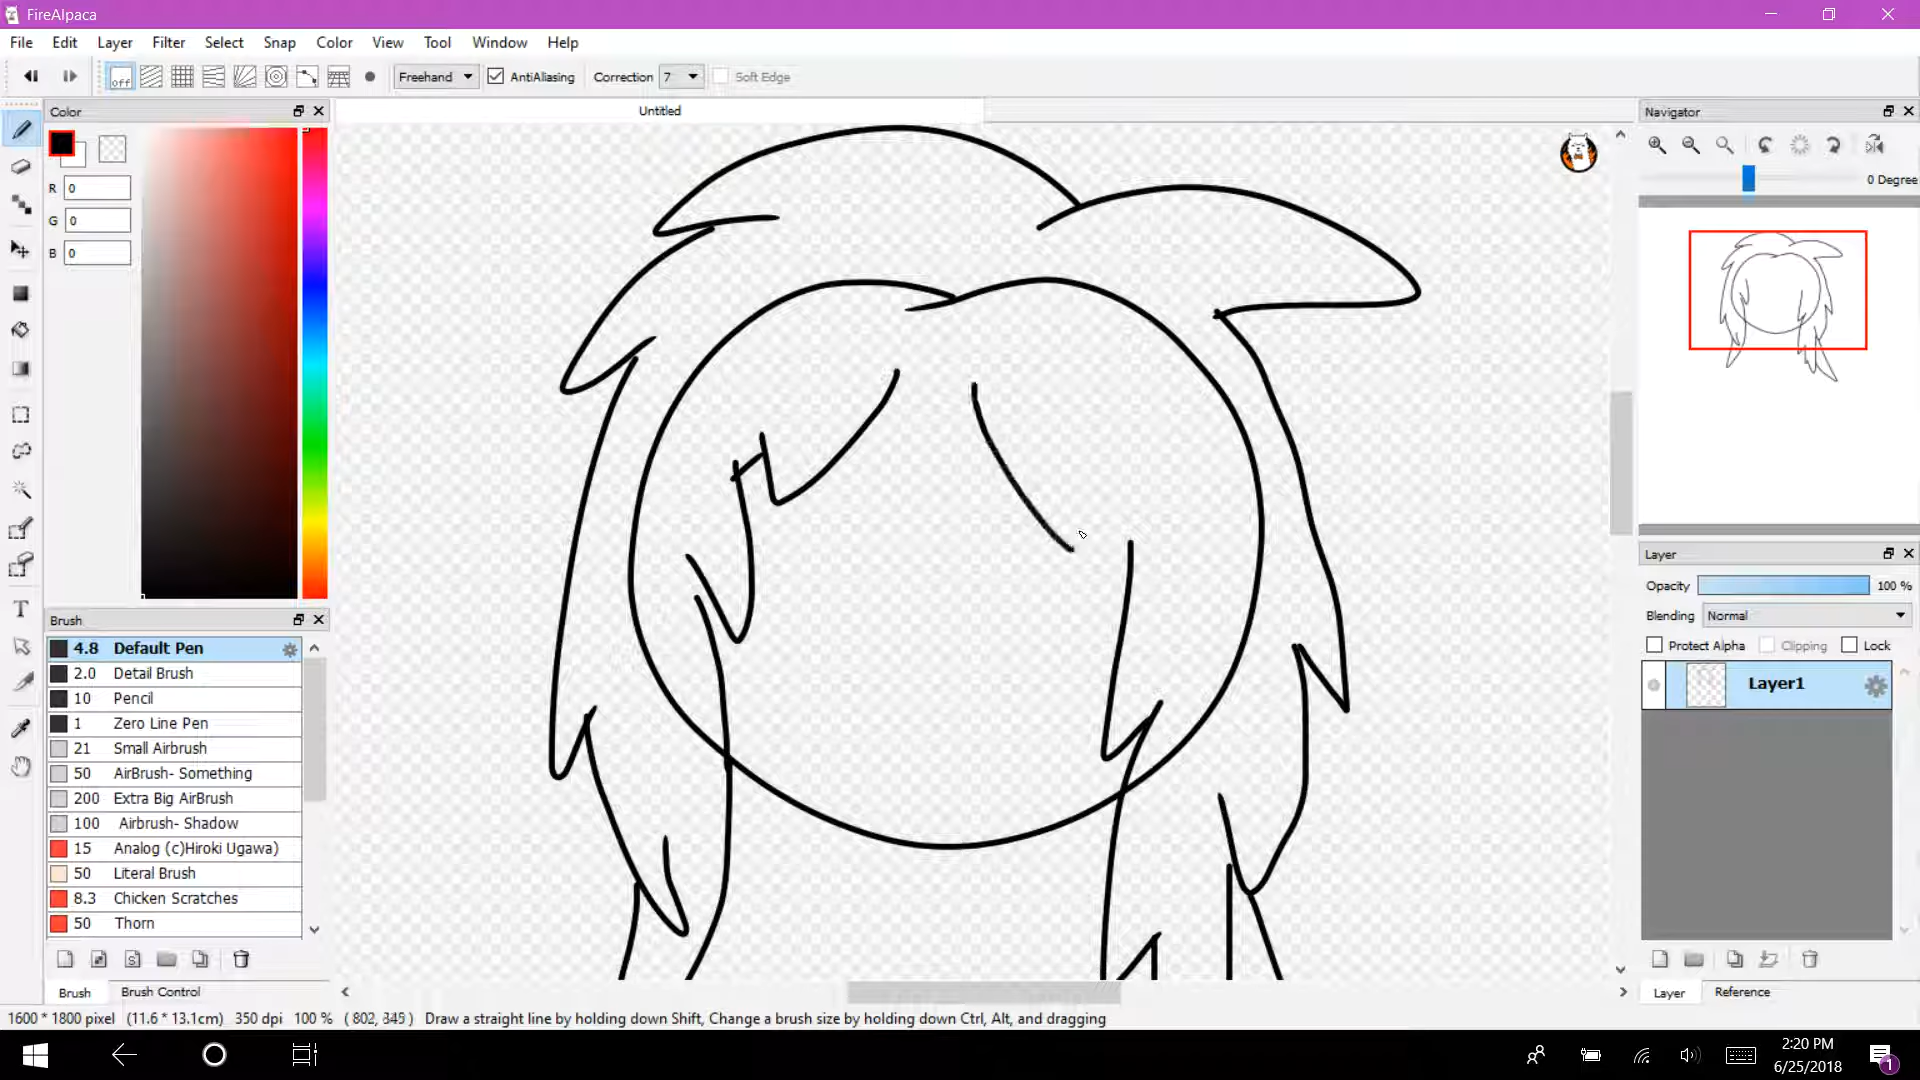 FireAlpaca
File Edit Layer Filter Select Snap Color View Tool Window Help
off Freehand AntiAliasing Correction 7 Soft Edge
Color
Untitled
Navigator
R 0
G 0
B 0
0 Degree
Layer
Opacity 100 %
Blending Normal
Protect Alpha Clipping Lock
Layer1
Brush
4.8 Default Pen
2.0 Detail Brush
10 Pencil
1 Zero Line Pen
21 Small Airbrush
50 AirBrush- Something
200 Extra Big AirBrush
100 Airbrush- Shadow
15 Analog (c)Hiroki Ugawa)
50 Literal Brush
8.3 Chicken Scratches
50 Thorn
Brush Brush Control
Layer Reference
1600 * 1800 pixel (11.6 * 13.1cm) 350 dpi 100 % ( 802, 345 ) Draw a straight line by holding down Shift, Change a brush size by holding down Ctrl, Alt, and dragging
2:20 PM
6/25/2018
1